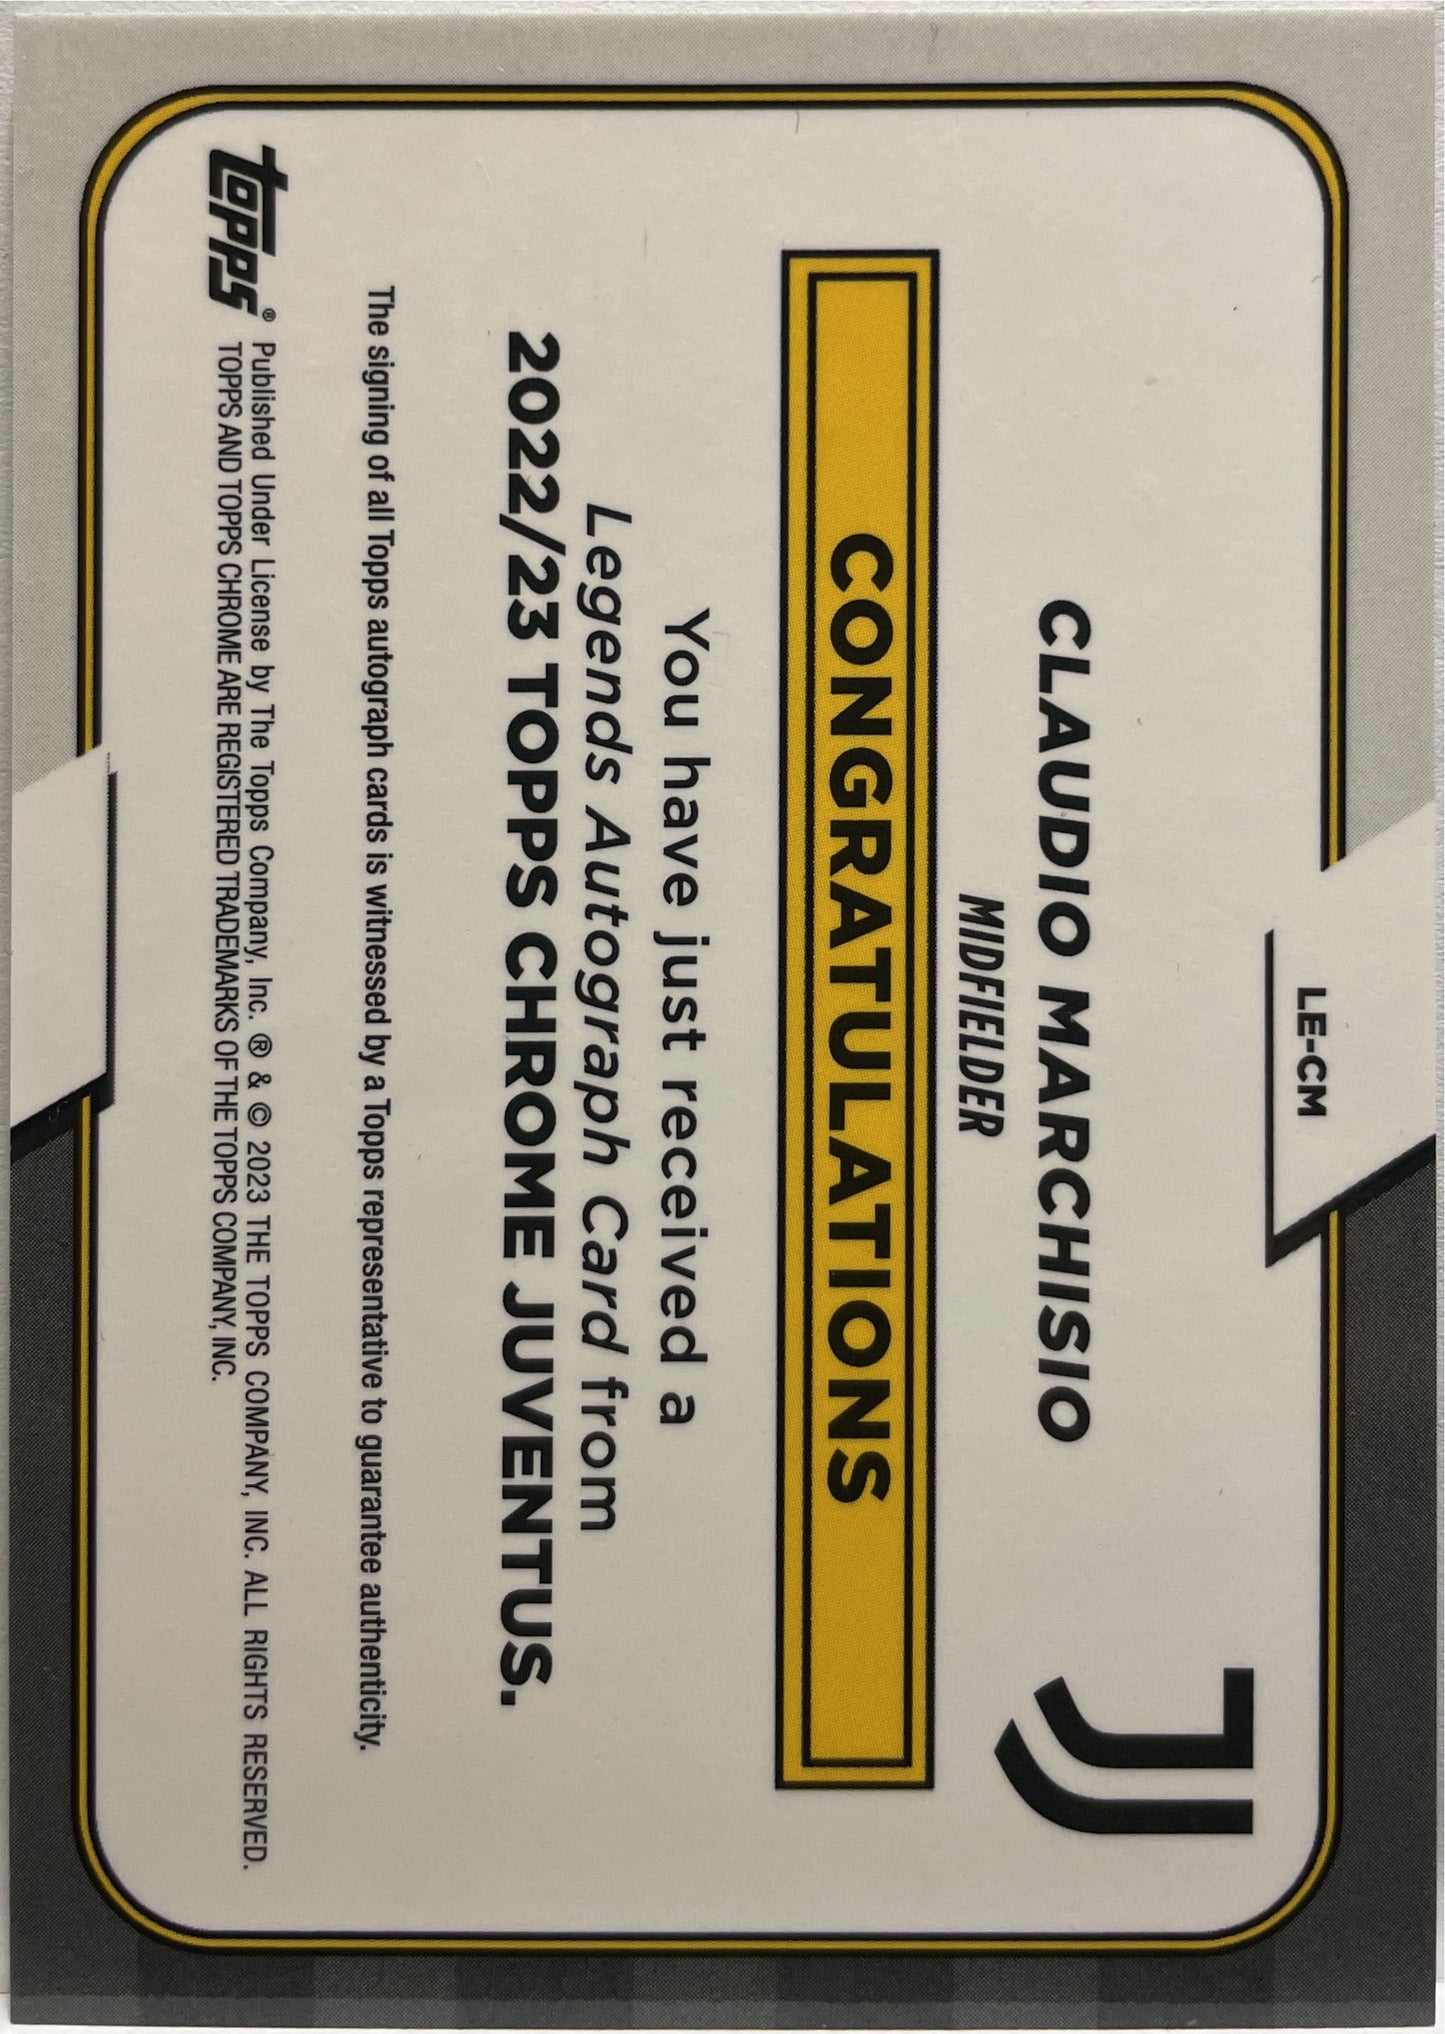 LE-CM
CLAUDIO MARCHISIO
MIDFIELDER
CONGRATULATIONS
You have just received a
Legends Autograph Card from
2022/23 TOPPS CHROME JUVENTUS.
The signing of all Topps autograph cards is witnessed by a Topps representative to guarantee authenticity.
topps® Published Under License by The Topps Company, Inc. ® & © 2023 THE TOPPS COMPANY, INC. ALL RIGHTS RESERVED.
TOPPS AND TOPPS CHROME ARE REGISTERED TRADEMARKS OF THE TOPPS COMPANY, INC.